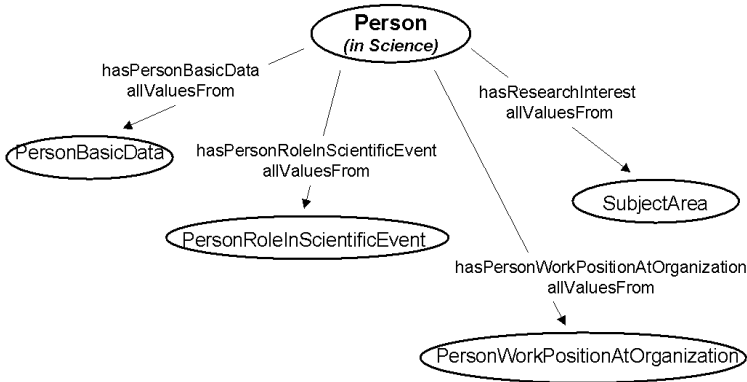 Person
(in Science)
hasPersonBasicData
allValuesFrom
hasResearchInterest
allValuesFrom
PersonBasicData
hasPersonRoleInScientificEvent
allValuesFrom
SubjectArea
PersonRoleInScientificEvent
hasPersonWorkPositionAtOrganization
allValuesFrom
PersonWorkPositionAtOrganization